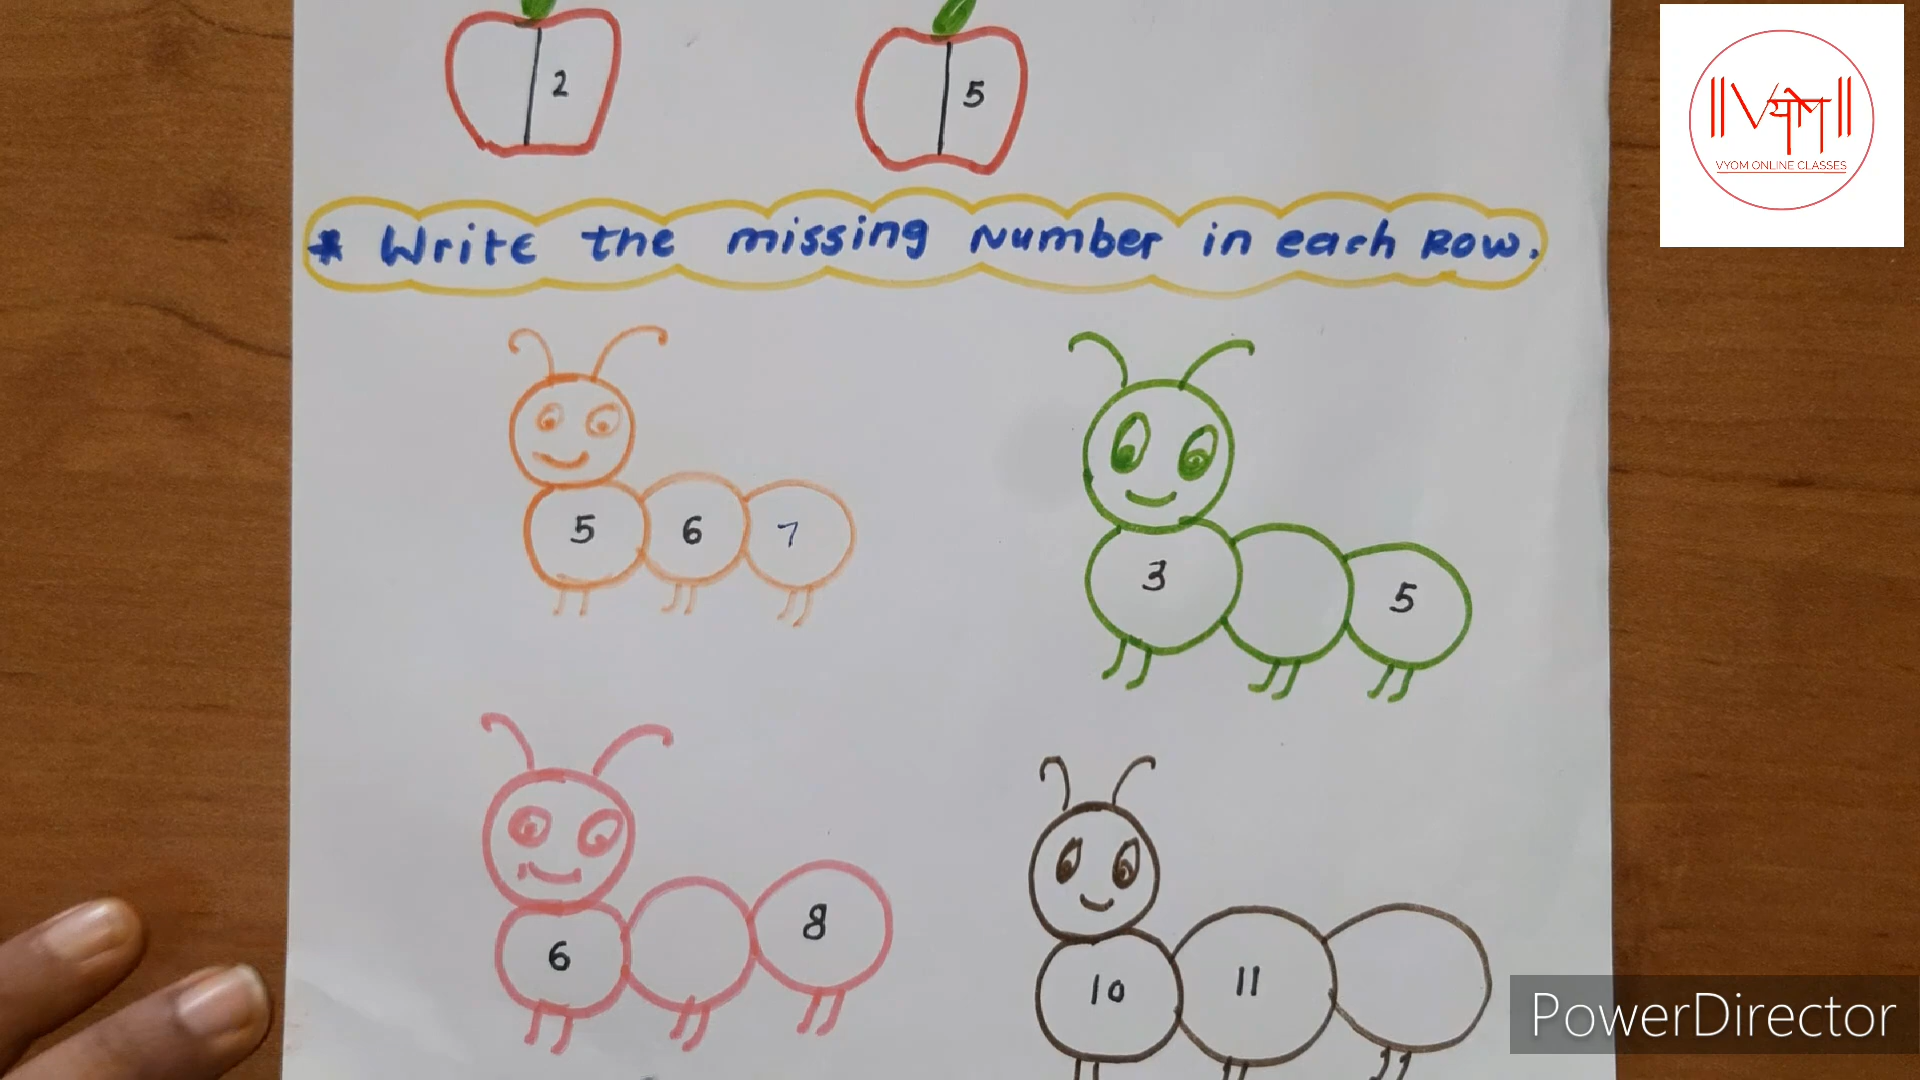 2
5
||Vयोम||
VYOM ONLINE CLASSES
* Write the missing Number in each Row.
5 6 7
3 5
6 8
10 11
PowerDirector